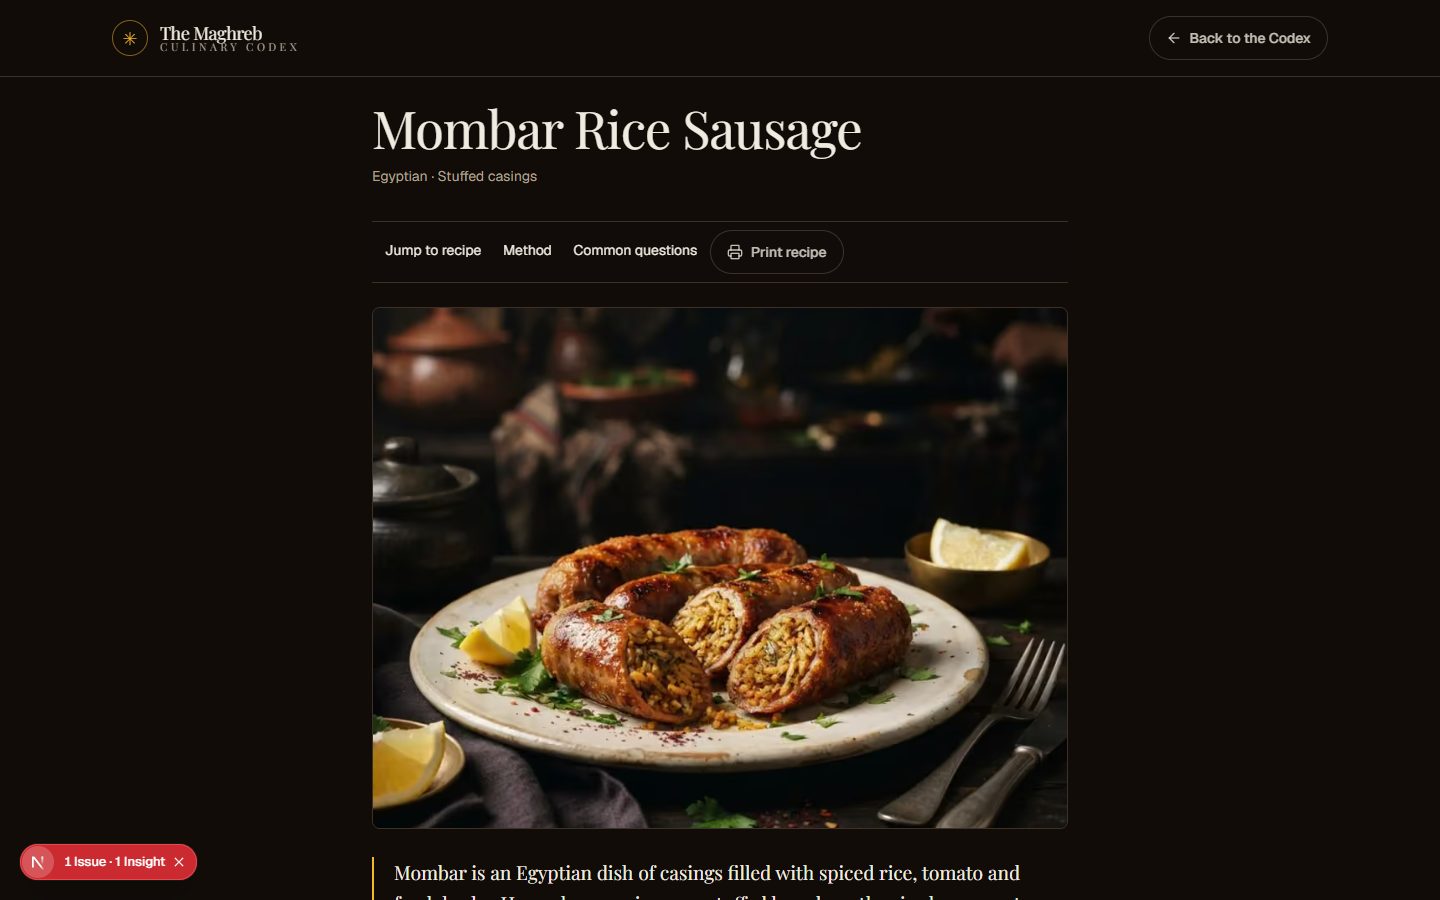 The Maghreb
CULINARY CODEX
Back to the Codex
Mombar Rice Sausage
Egyptian · Stuffed casings
Jump to recipe
Method
Common questions
Print recipe
Mombar is an Egyptian dish of casings filled with spiced rice, tomato and
N
1 Issue · 1 Insight